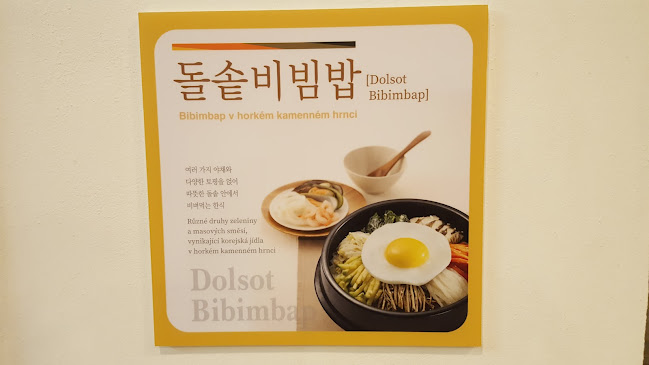 돌솥비빔밥 [Dolsot
Bibimbap]
Bibimbap v horkém kamenném hrnci
여러 가지 야채와
다양한 토핑을 얹어
따뜻한 돌솥 안에서
비벼먹는 한식
Různé druhy zeleniny
a masových směsí,
vynikající korejská jídla
v horkém kamenném hrnci
Dolsot
Bibimbap